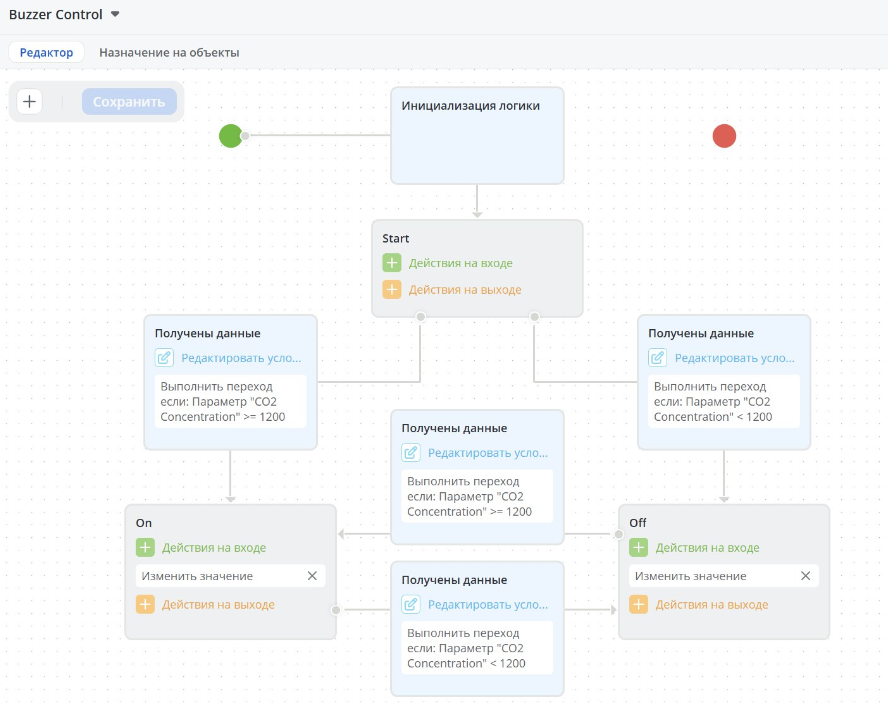 Buzzer Control
Редактор
Назначение на объекты
Сохранить
Инициализация логики
Start
Действия на входе
Действия на выходе
Получены данные
Редактировать усло...
Выполнить переход
если: Параметр "CO2
Concentration" >= 1200
Получены данные
Редактировать усло...
Выполнить переход
если: Параметр "CO2
Concentration" < 1200
Получены данные
Редактировать усло...
Выполнить переход
если: Параметр "CO2
Concentration" >= 1200
On
Действия на входе
Изменить значение
Действия на выходе
Off
Действия на входе
Изменить значение
Действия на выходе
Получены данные
Редактировать усло...
Выполнить переход
если: Параметр "CO2
Concentration" < 1200